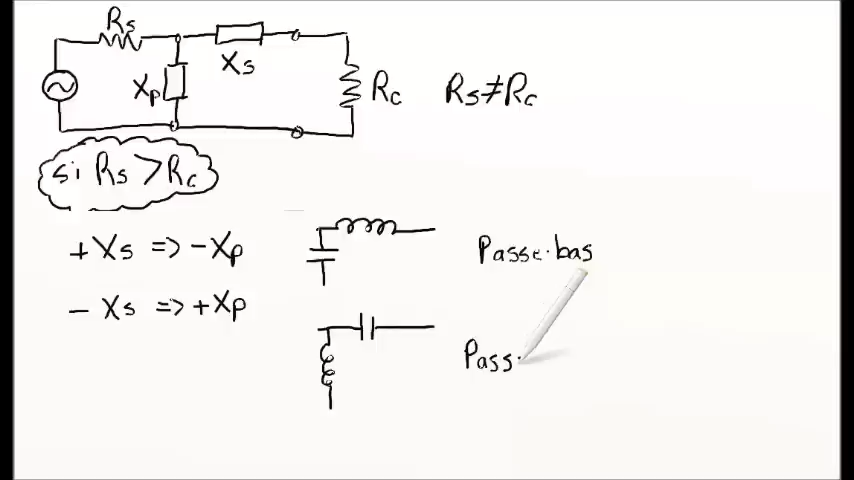 Rs
Xs
Xp
Rc
Rs≠Rc
si Rs > Rc
+Xs => -Xp
Passe-bas
- Xs => +Xp
Pass